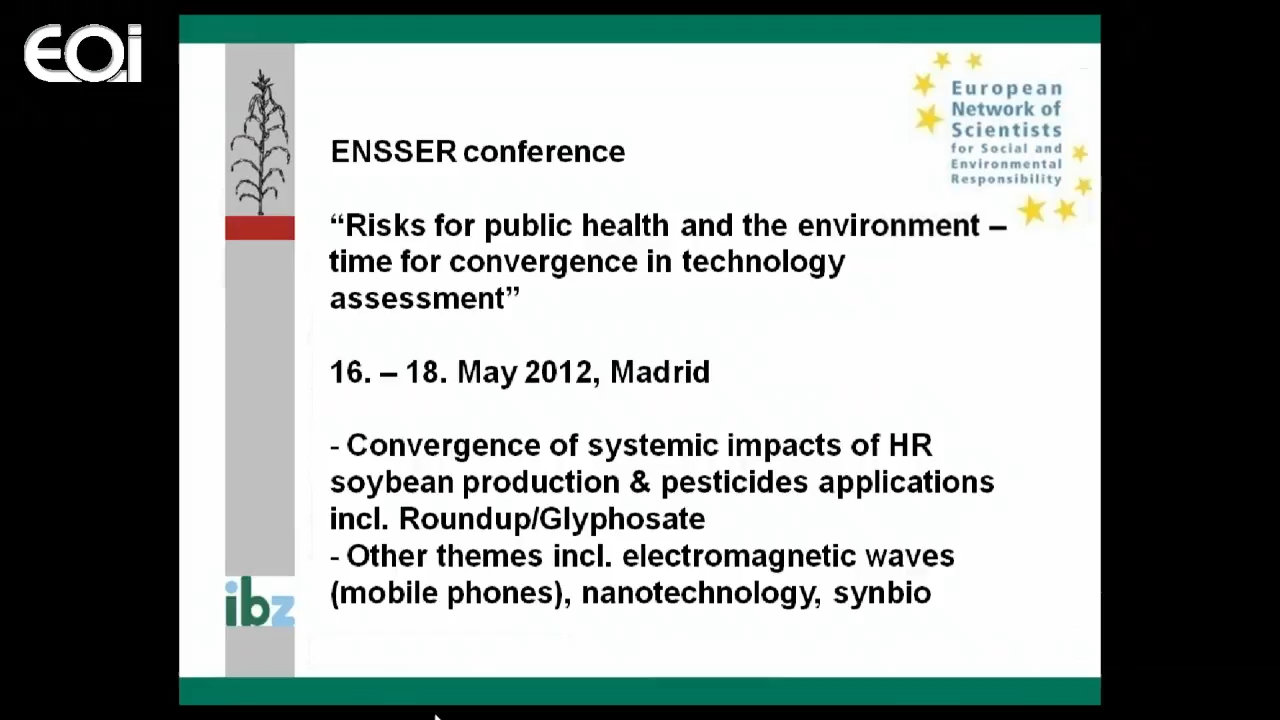 EOi
European
Network of
Scientists
for Social and
Environmental
Responsibility
ENSSER conference
“Risks for public health and the environment –
time for convergence in technology
assessment”
16. – 18. May 2012, Madrid
- Convergence of systemic impacts of HR
soybean production & pesticides applications
incl. Roundup/Glyphosate
- Other themes incl. electromagnetic waves
(mobile phones), nanotechnology, synbio
ibz